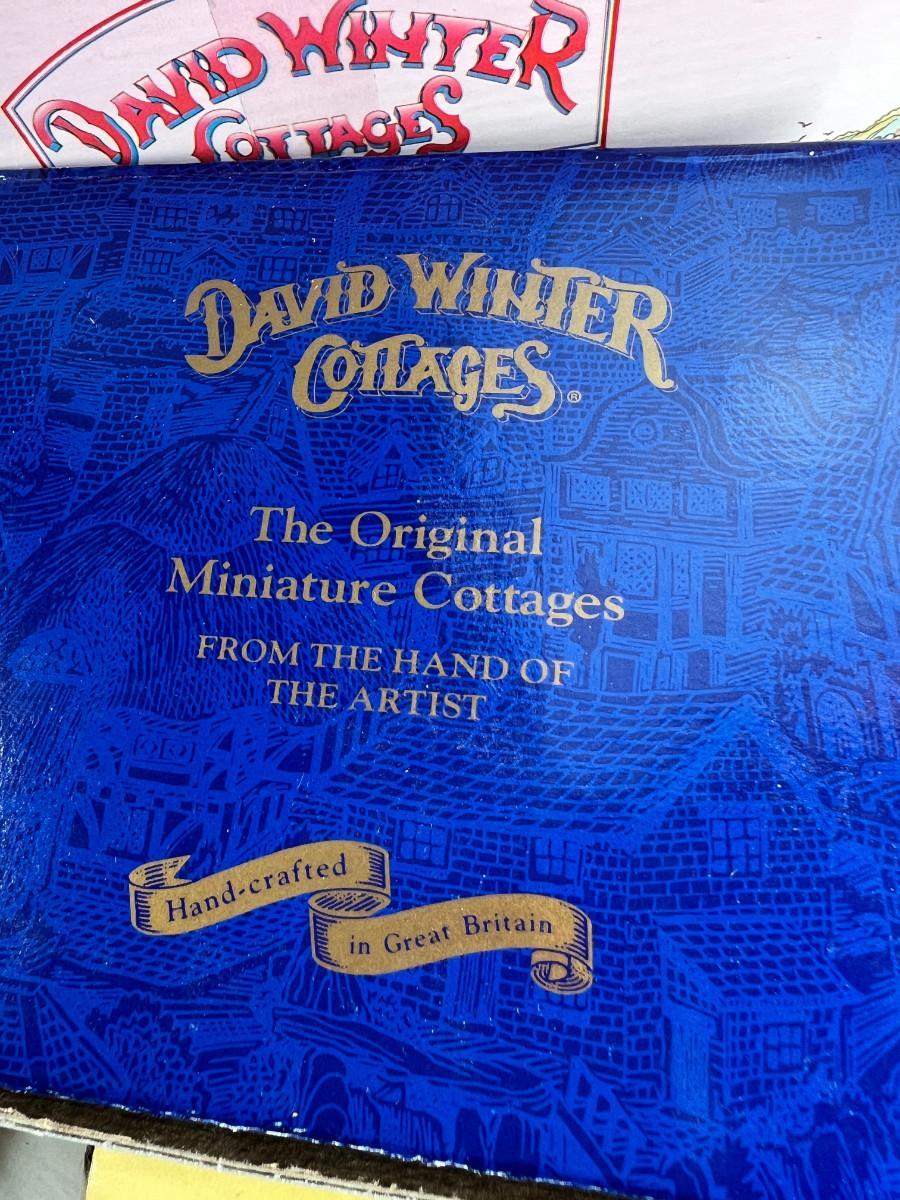 DAVID WINTER
COTTAGES
DAVID WINTER
COTTAGES ®
The Original
Miniature Cottages
FROM THE HAND OF
THE ARTIST
Hand-crafted
in Great Britain